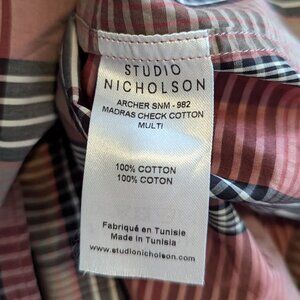 STUDIO
NICHOLSON
ARCHER SNM - 982
MADRAS CHECK COTTON
MULTI
100% COTTON
100% COTON
Fabriqué en Tunisie
Made in Tunisia
www.studionicholson.com